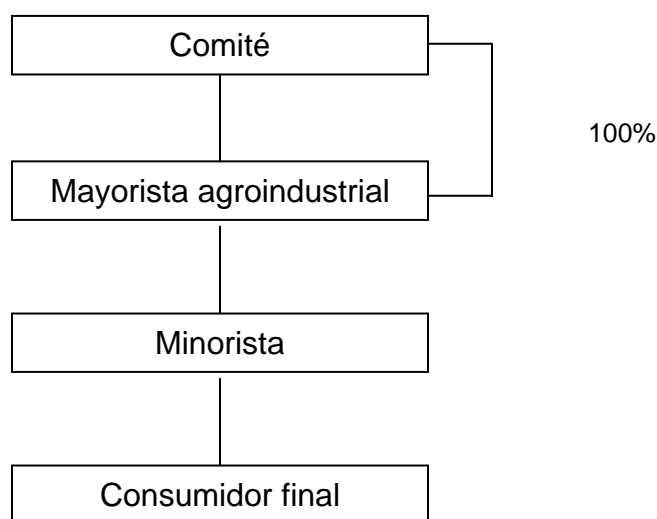 Comité
100%
Mayorista agroindustrial
Minorista
Consumidor final